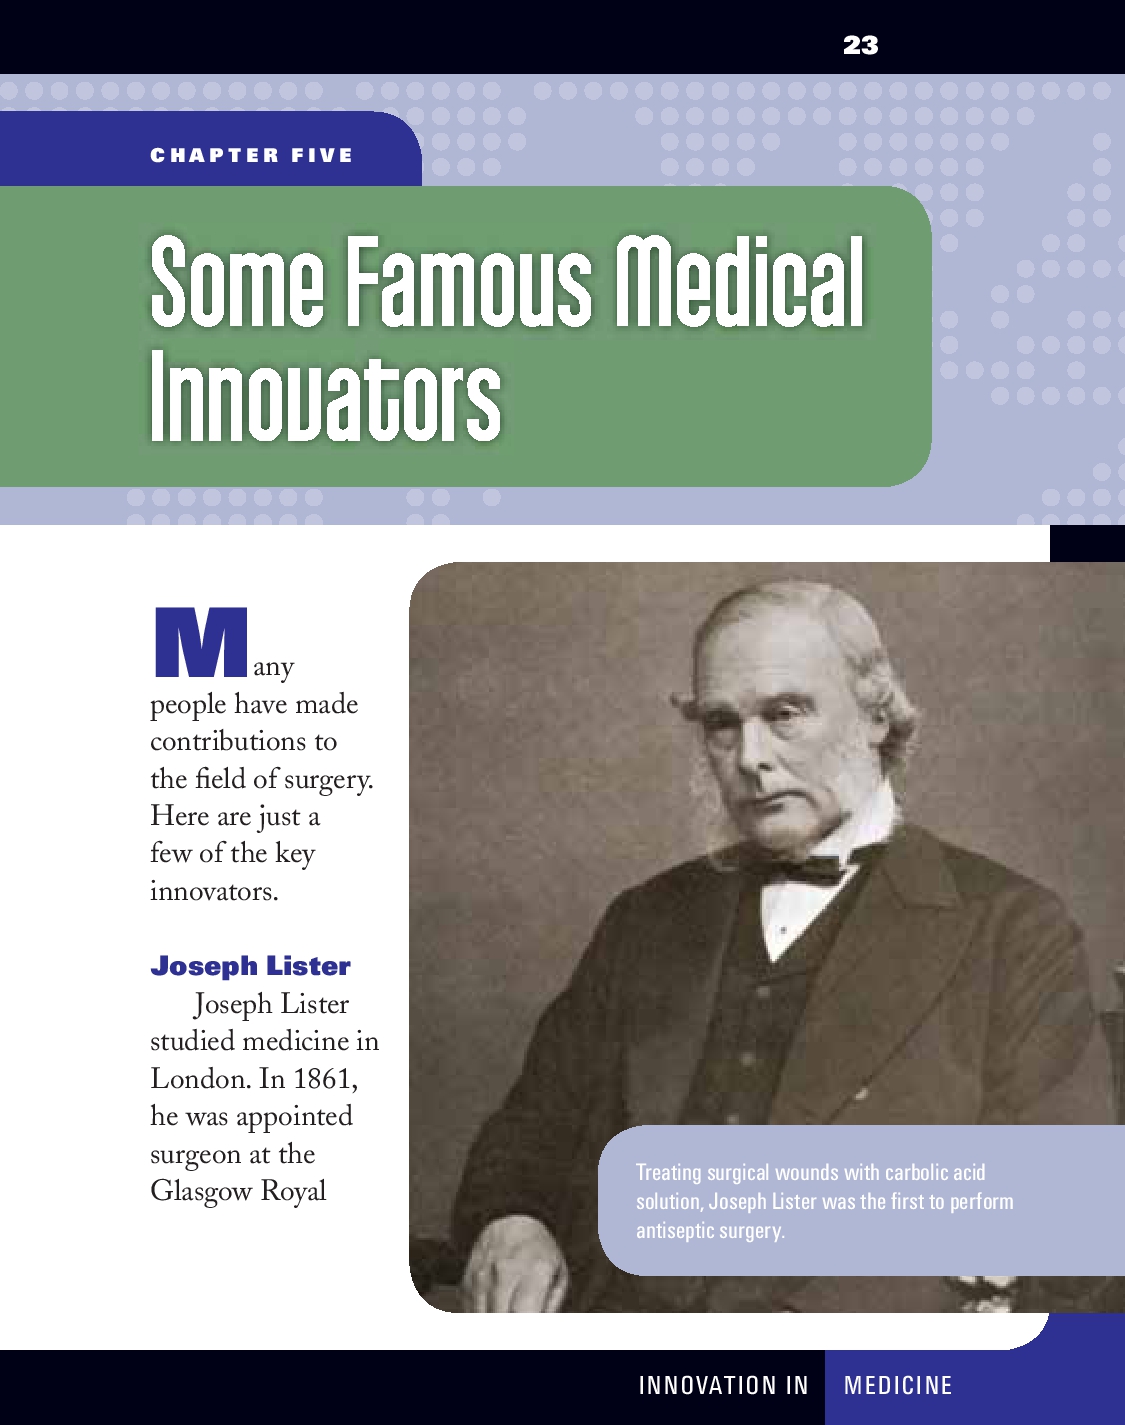 23
CHAPTER FIVE
Some Famous Medical
Innovators
Many
people have made
contributions to
the field of surgery.
Here are just a
few of the key
innovators.
Joseph Lister
Joseph Lister
studied medicine in
London. In 1861,
he was appointed
surgeon at the
Glasgow Royal
Treating surgical wounds with carbolic acid
solution, Joseph Lister was the first to perform
antiseptic surgery.
INNOVATION IN MEDICINE